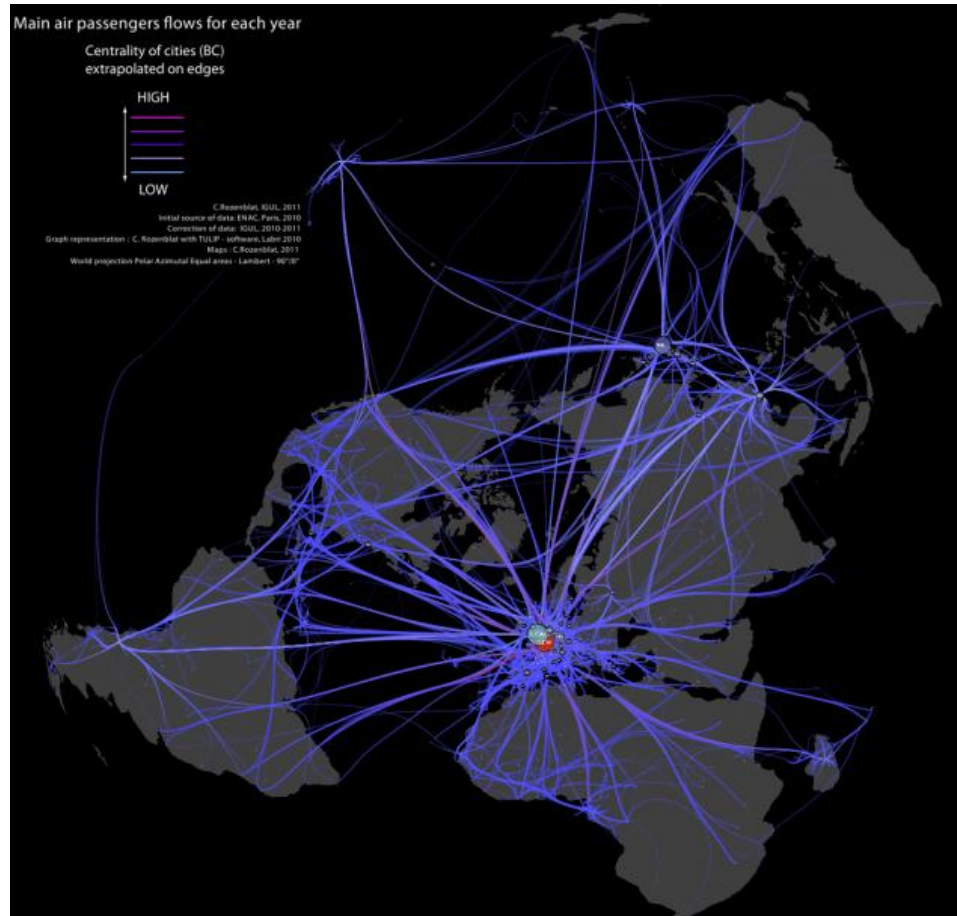 Main air passengers flows for each year
Centrality of cities (BC)
extrapolated on edges
HIGH
LOW
C.Rozenblat, IGUL, 2011
Initial source of data: ENAC, Paris, 2010
Correction of data: IGUL, 2010-2011
Graph representation : C. Rozenblat with TULIP - software, Labri 2010
Maps : C.Rozenblat, 2011
World projection Polar Azimutal Equal areas - Lambert - 90°/0°